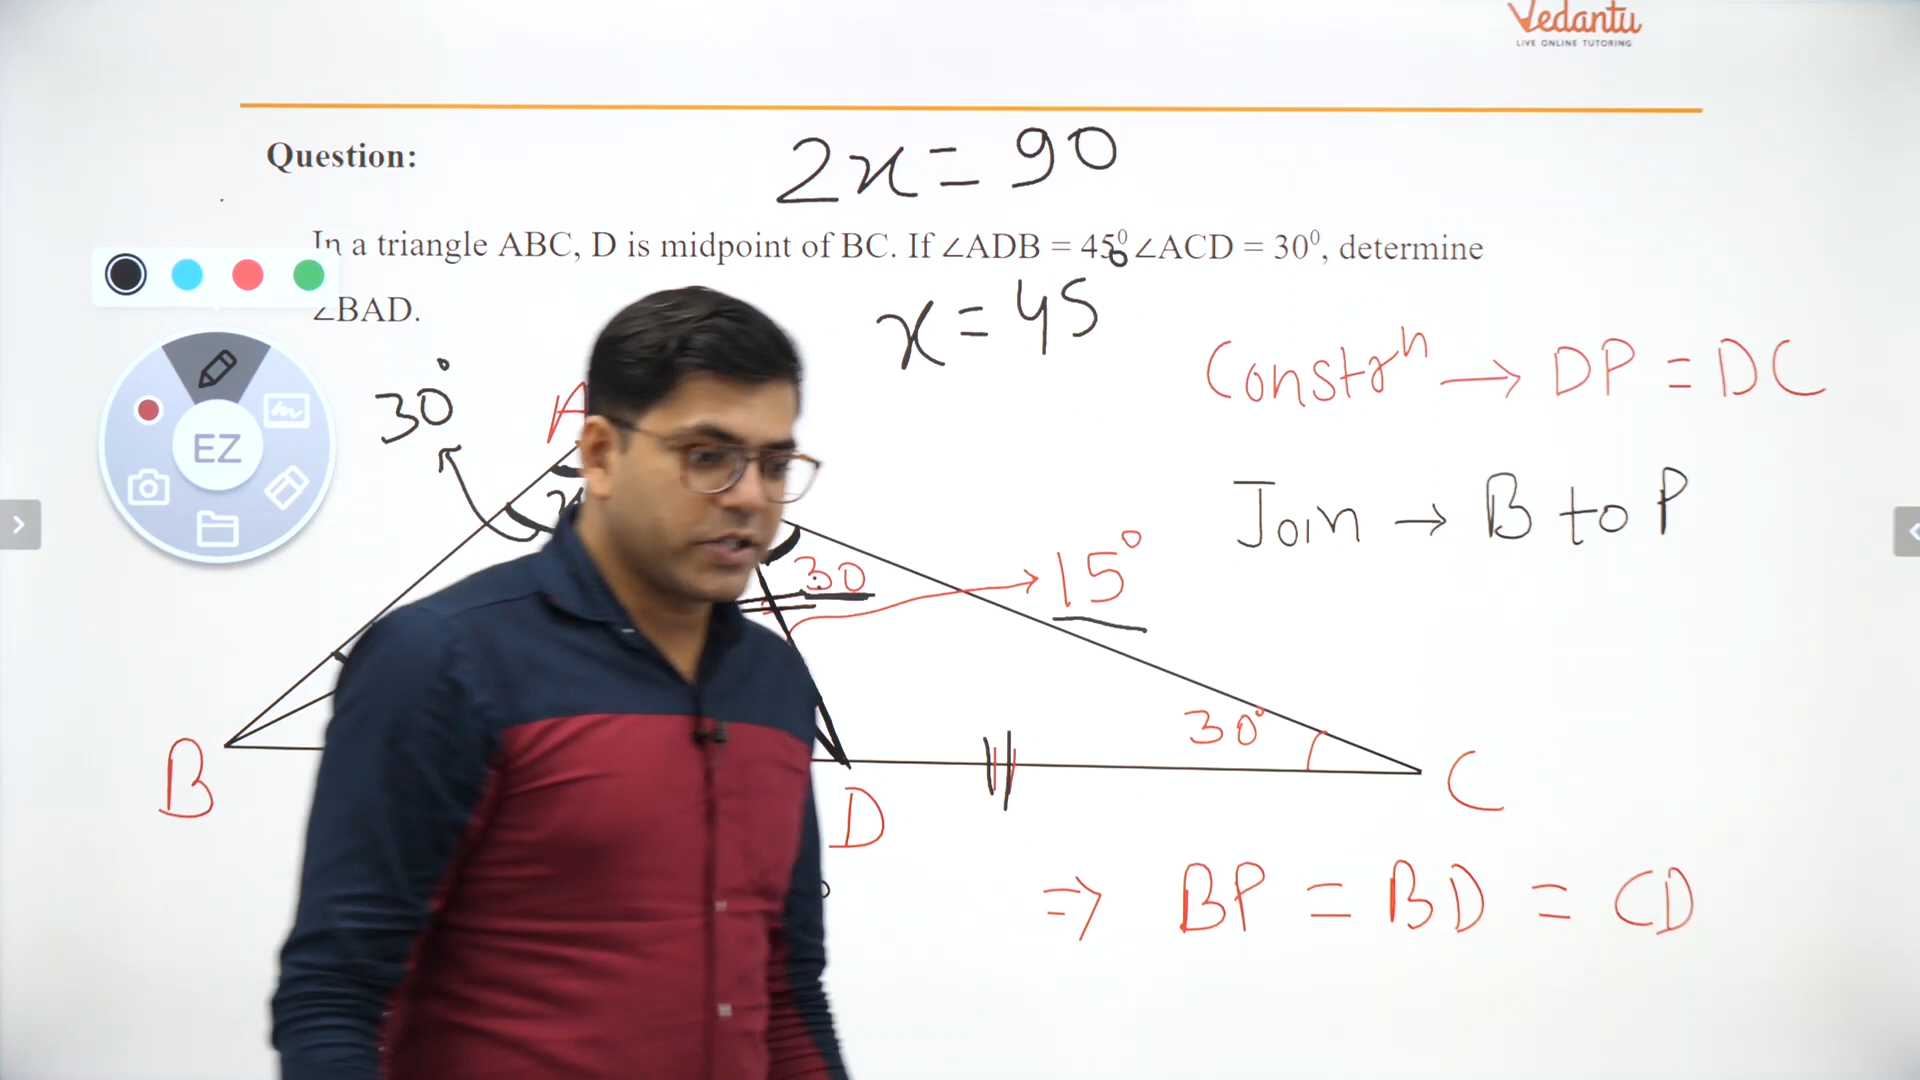 Vedantu
LIVE ONLINE TUTORING
Question:
2x = 90
In a triangle ABC, D is midpoint of BC. If ∠ADB = 45⁰ ∠ACD = 30⁰, determine
∠BAD.
x = 45
Constrⁿ → DP = DC
30°
A
EZ
x
Join → B to P
30
15°
30°
B
D
C
⇒ BP = BD = CD